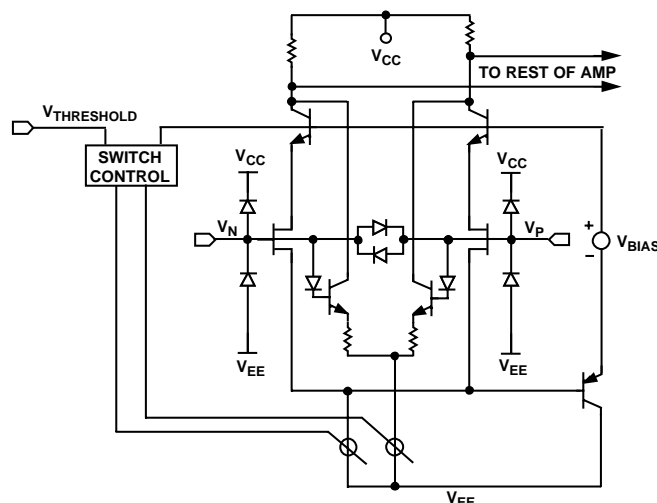 VCC
TO REST OF AMP
VTHRESHOLD
SWITCH
CONTROL
VCC
VCC
VN
VP
+
VBIAS
−
VEE
VEE
VEE